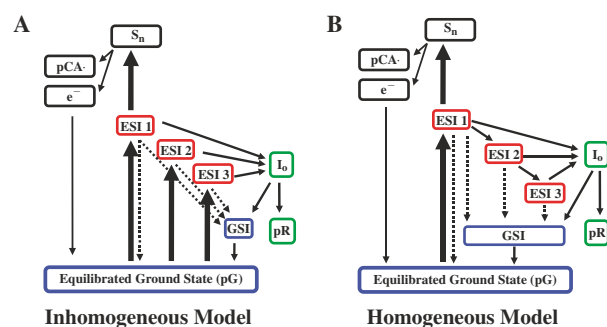 A
Sn
pCA·
e−
ESI 1
ESI 2
ESI 3
Io
GSI
pR
Equilibrated Ground State (pG)
Inhomogeneous Model
B
Sn
pCA·
e−
ESI 1
ESI 2
Io
ESI 3
GSI
pR
Equilibrated Ground State (pG)
Homogeneous Model